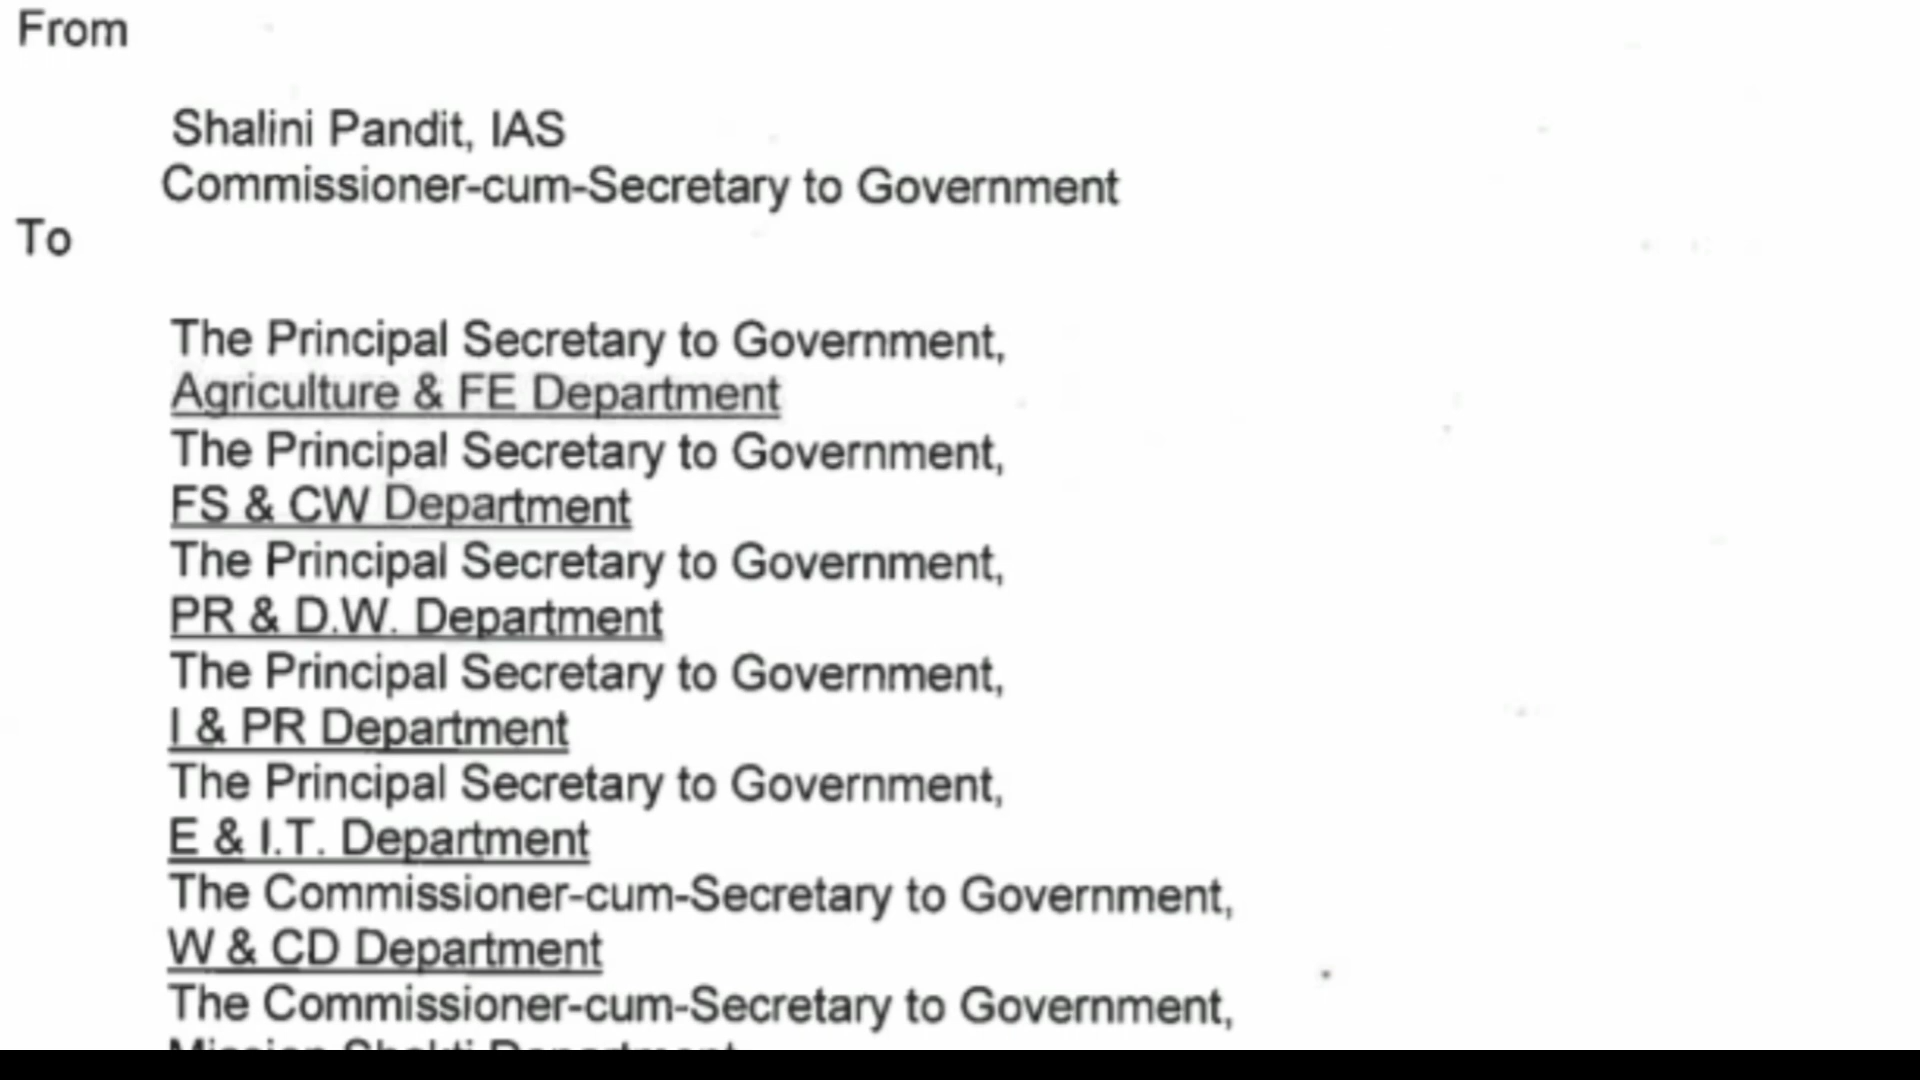 From
Shalini Pandit, IAS
Commissioner-cum-Secretary to Government
To
The Principal Secretary to Government,
Agriculture & FE Department
The Principal Secretary to Government,
FS & CW Department
The Principal Secretary to Government,
PR & D.W. Department
The Principal Secretary to Government,
I & PR Department
The Principal Secretary to Government,
E & I.T. Department
The Commissioner-cum-Secretary to Government,
W & CD Department
The Commissioner-cum-Secretary to Government,
Mission Shakti Department